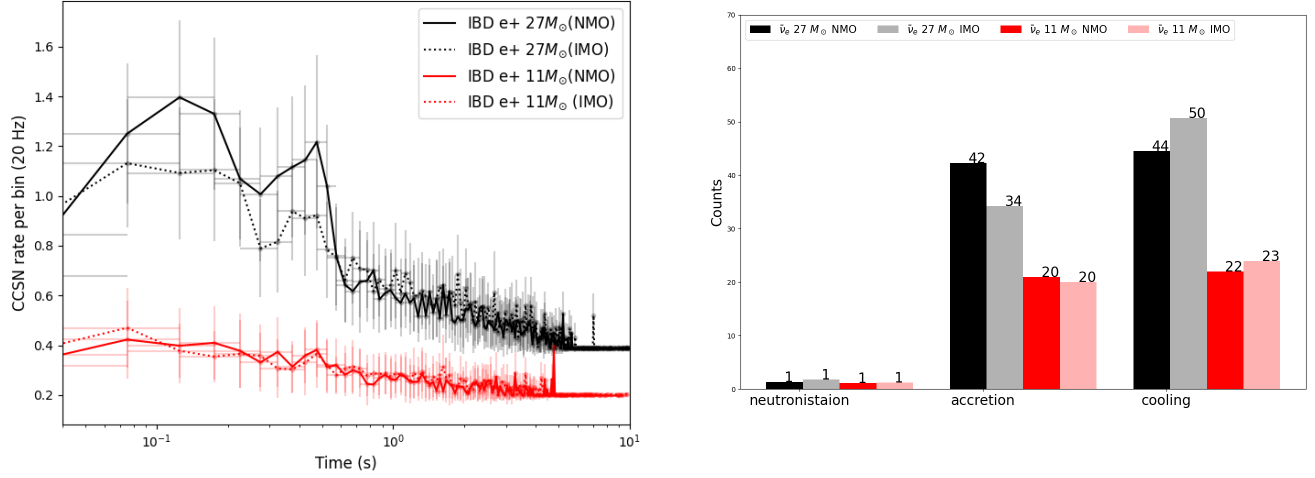 IBD e+ 27M⊙(NMO)
IBD e+ 27M⊙(IMO)
IBD e+ 11M⊙(NMO)
IBD e+ 11M⊙ (IMO)
CCSN rate per bin (20 Hz)
1.6
1.4
1.2
1.0
0.8
0.6
0.4
0.2
10⁻¹ 10⁰ 10¹
Time (s)
ν̄ₑ 27 M⊙ NMO ν̄ₑ 27 M⊙ IMO ν̄ₑ 11 M⊙ NMO ν̄ₑ 11 M⊙ IMO
Counts
70
60
50
40
30
20
10
0
1 1 1 1
42 34 20 20
44 50 22 23
neutronistaion accretion cooling